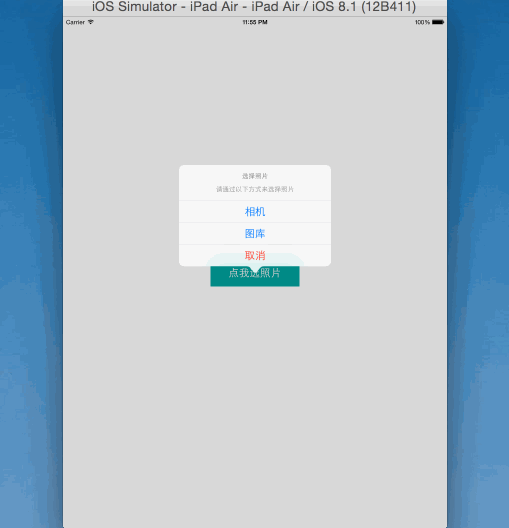 iOS Simulator - iPad Air - iPad Air / iOS 8.1 (12B411)
Carrier 11:55 PM 100%
选择照片
请通过以下方式来选择照片
相机
图库
取消
点我选照片